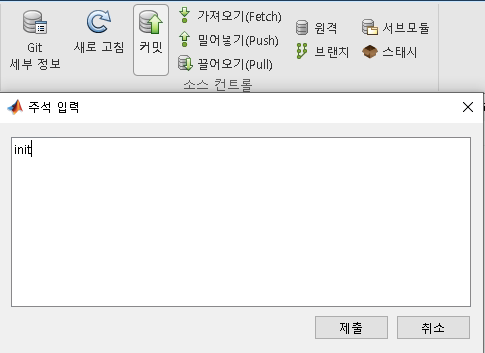 Git
세부 정보
새로 고침
커밋
가져오기(Fetch)
밀어넣기(Push)
끌어오기(Pull)
원격
브랜치
서브모듈
스태시
소스 컨트롤
주석 입력
init
제출
취소